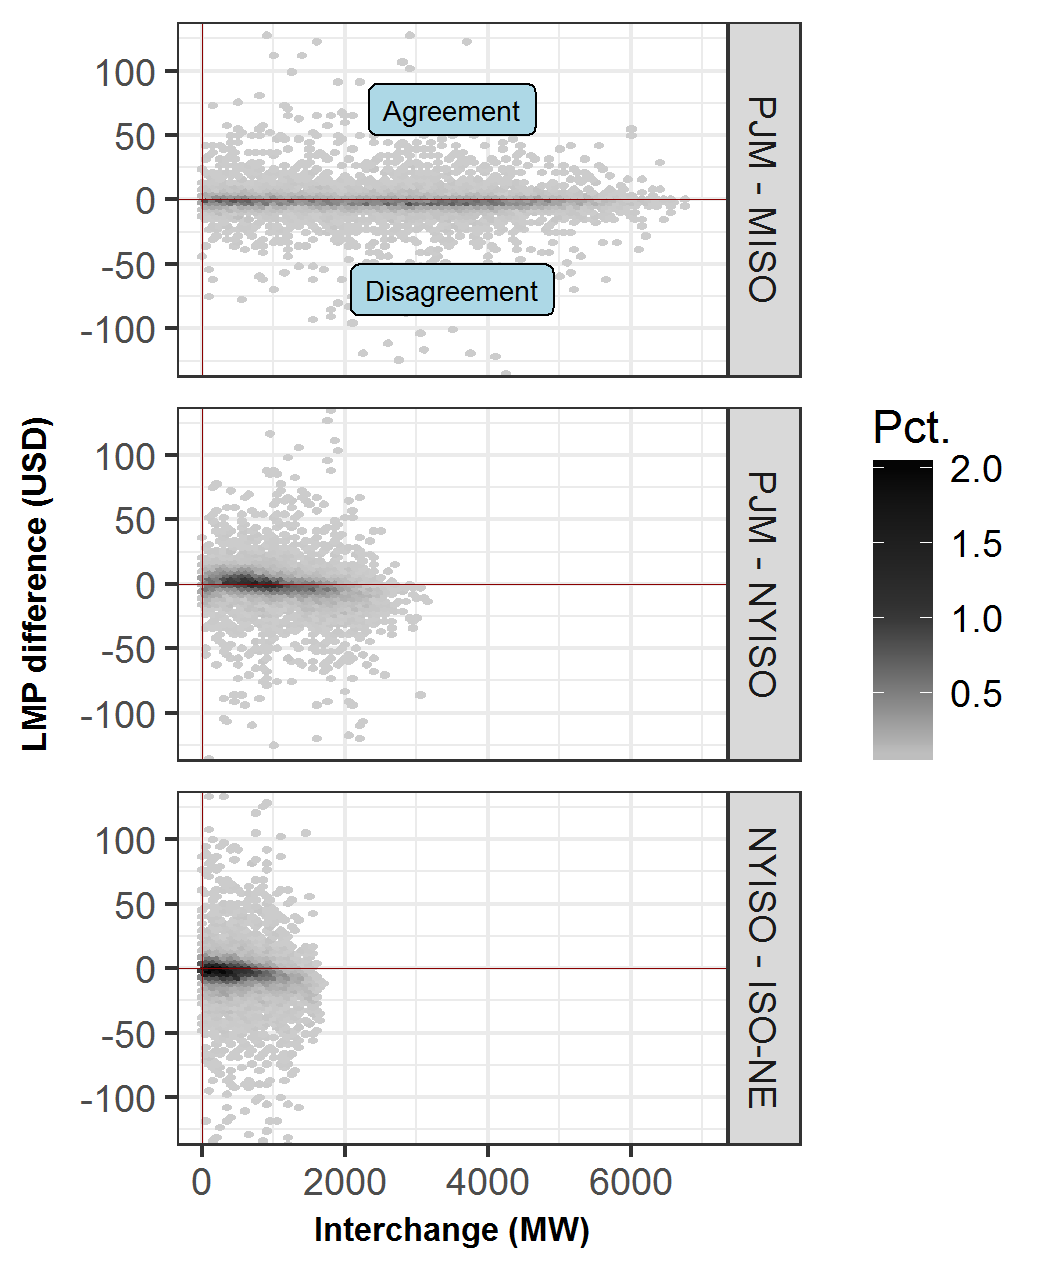 100
50
0
-50
-100
Agreement
Disagreement
PJM - MISO
LMP difference (USD)
100
50
0
-50
-100
PJM - NYISO
Pct.
2.0
1.5
1.0
0.5
100
50
0
-50
-100
NYISO - ISO-NE
0 2000 4000 6000
Interchange (MW)